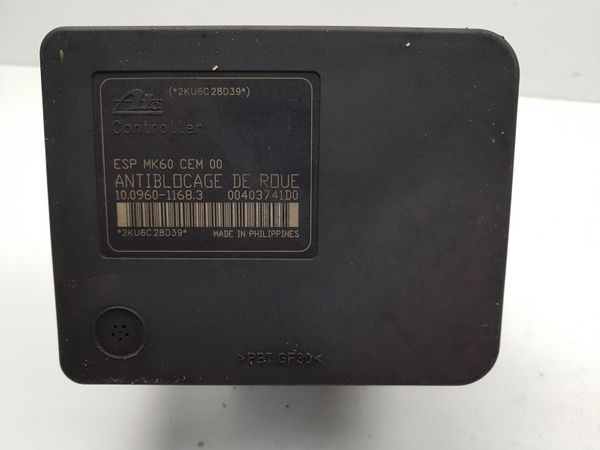 (*2KU6C28D39*)
Ate
Controller
ESP MK60 CEM 00
ANTIBLOCAGE DE ROUE
10.0960-1168.3 00403741D0
*2KU6C28D39* MADE IN PHILIPPINES
>PBT GF30<